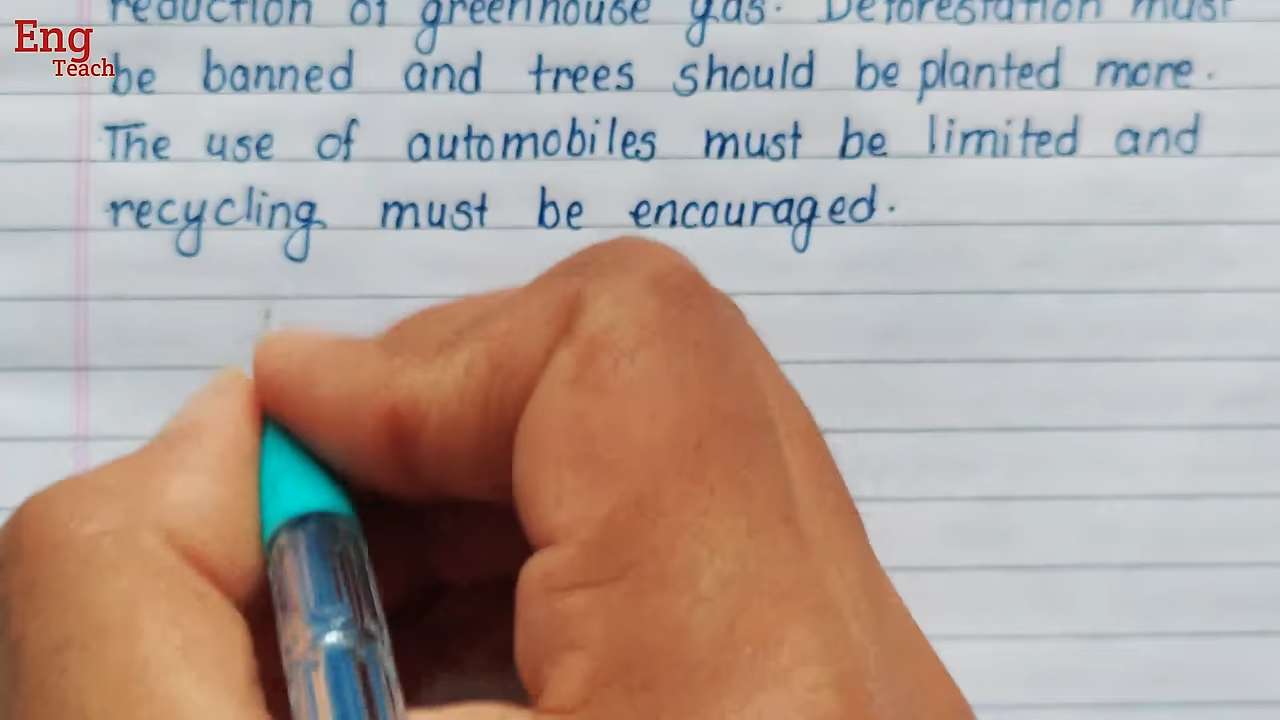 Eng
Teach
reduction of greenhouse gas. Deforestation must
be banned and trees should be planted more.
The use of automobiles must be limited and
recycling must be encouraged.